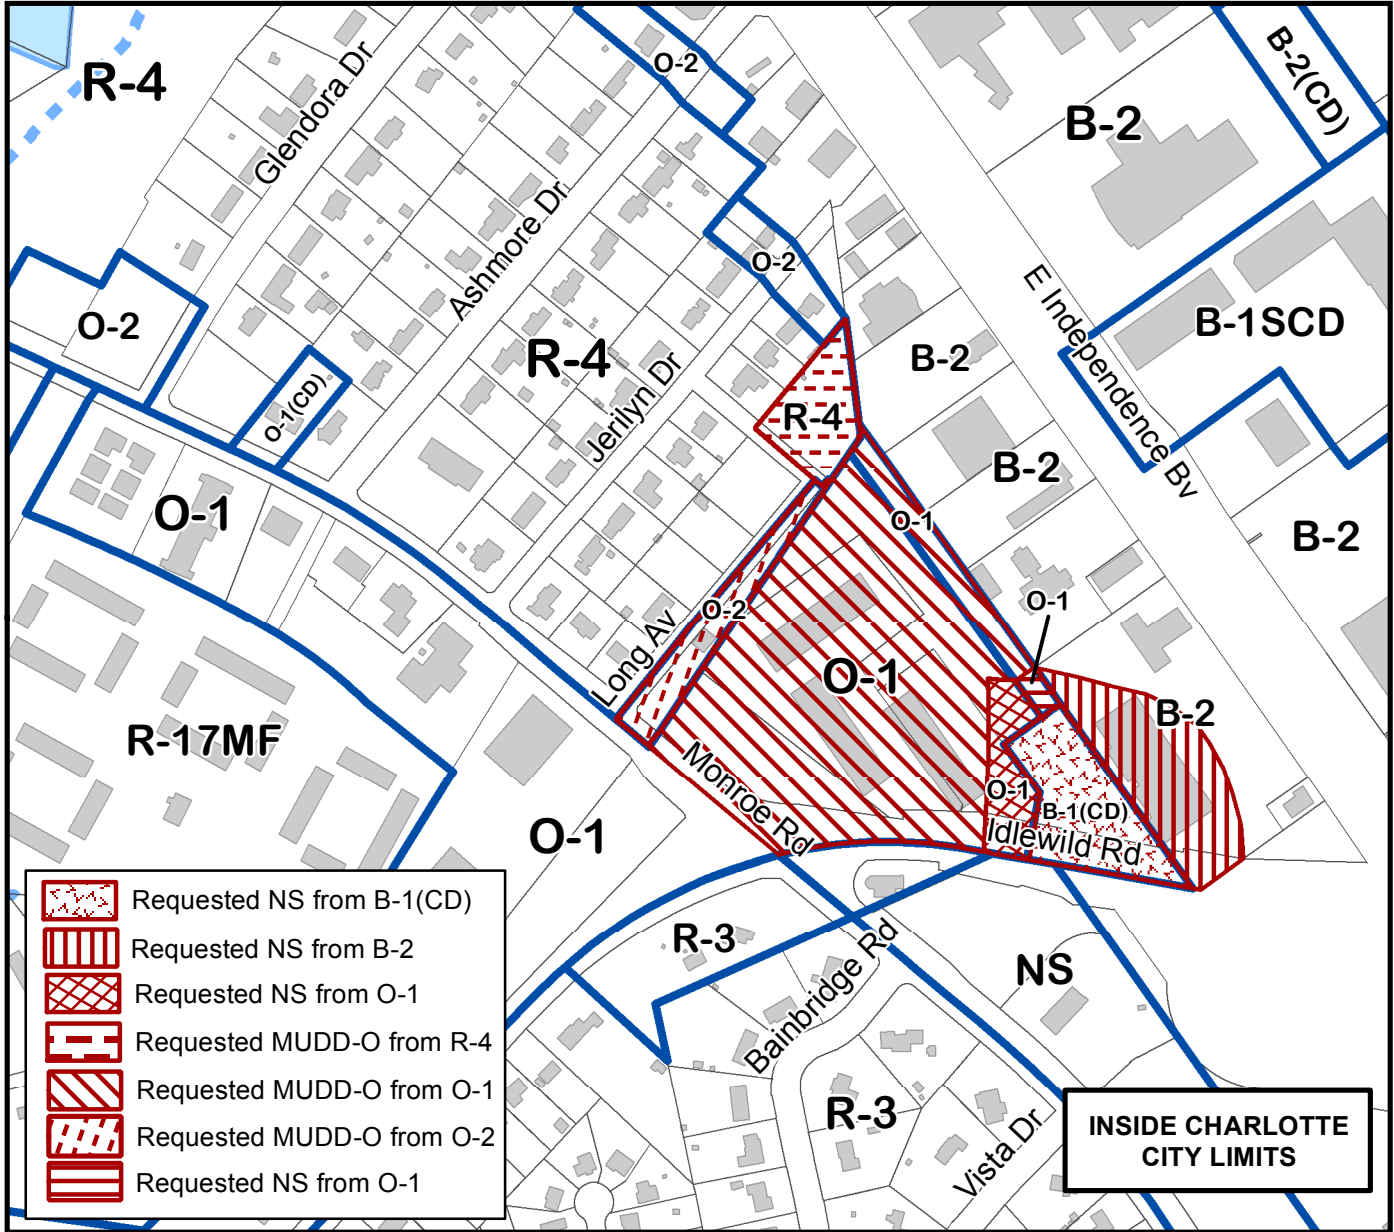 R-4
Glendora Dr
O-2
B-2
B-2(CD)
Ashmore Dr
O-2
O-2
R-4
O-1(CD)
Jerilyn Dr
B-2
E Independence Bv
B-1SCD
R-4
B-2
O-1
O-1
B-2
O-2
O-1
Long Av
O-1
B-2
R-17MF
Monroe Rd
O-1
B-1(CD)
Idlewild Rd
O-1
R-3
Bainbridge Rd
NS
R-3
Vista Dr
Requested NS from B-1(CD)
Requested NS from B-2
Requested NS from O-1
Requested MUDD-O from R-4
Requested MUDD-O from O-1
Requested MUDD-O from O-2
Requested NS from O-1
INSIDE CHARLOTTE
CITY LIMITS